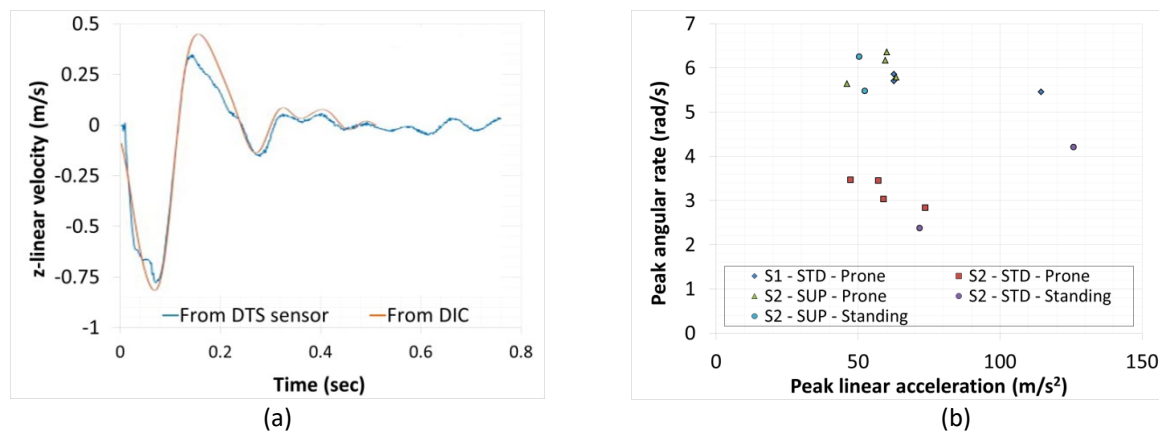 0.5
0.25
0
-0.25
-0.5
-0.75
-1
z-linear velocity (m/s)
From DTS sensor
From DIC
0
0.2
0.4
0.6
0.8
Time (sec)
(a)
7
6
5
4
3
2
1
0
Peak angular rate (rad/s)
S1 - STD - Prone
S2 - STD - Prone
S2 - SUP - Prone
S2 - STD - Standing
S2 - SUP - Standing
0
50
100
150
Peak linear acceleration (m/s²)
(b)